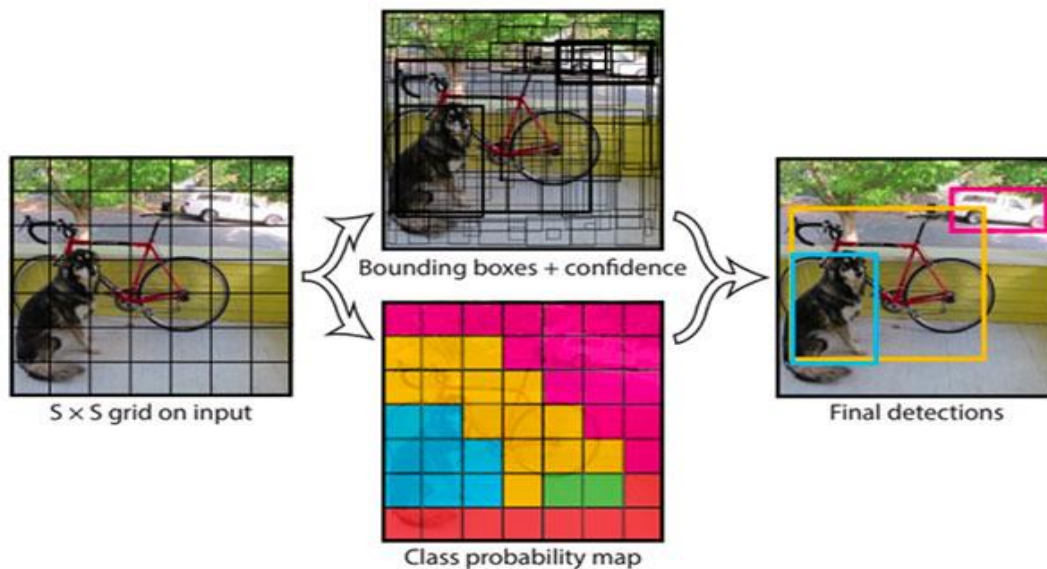 Bounding boxes + confidence
S × S grid on input
Final detections
Class probability map